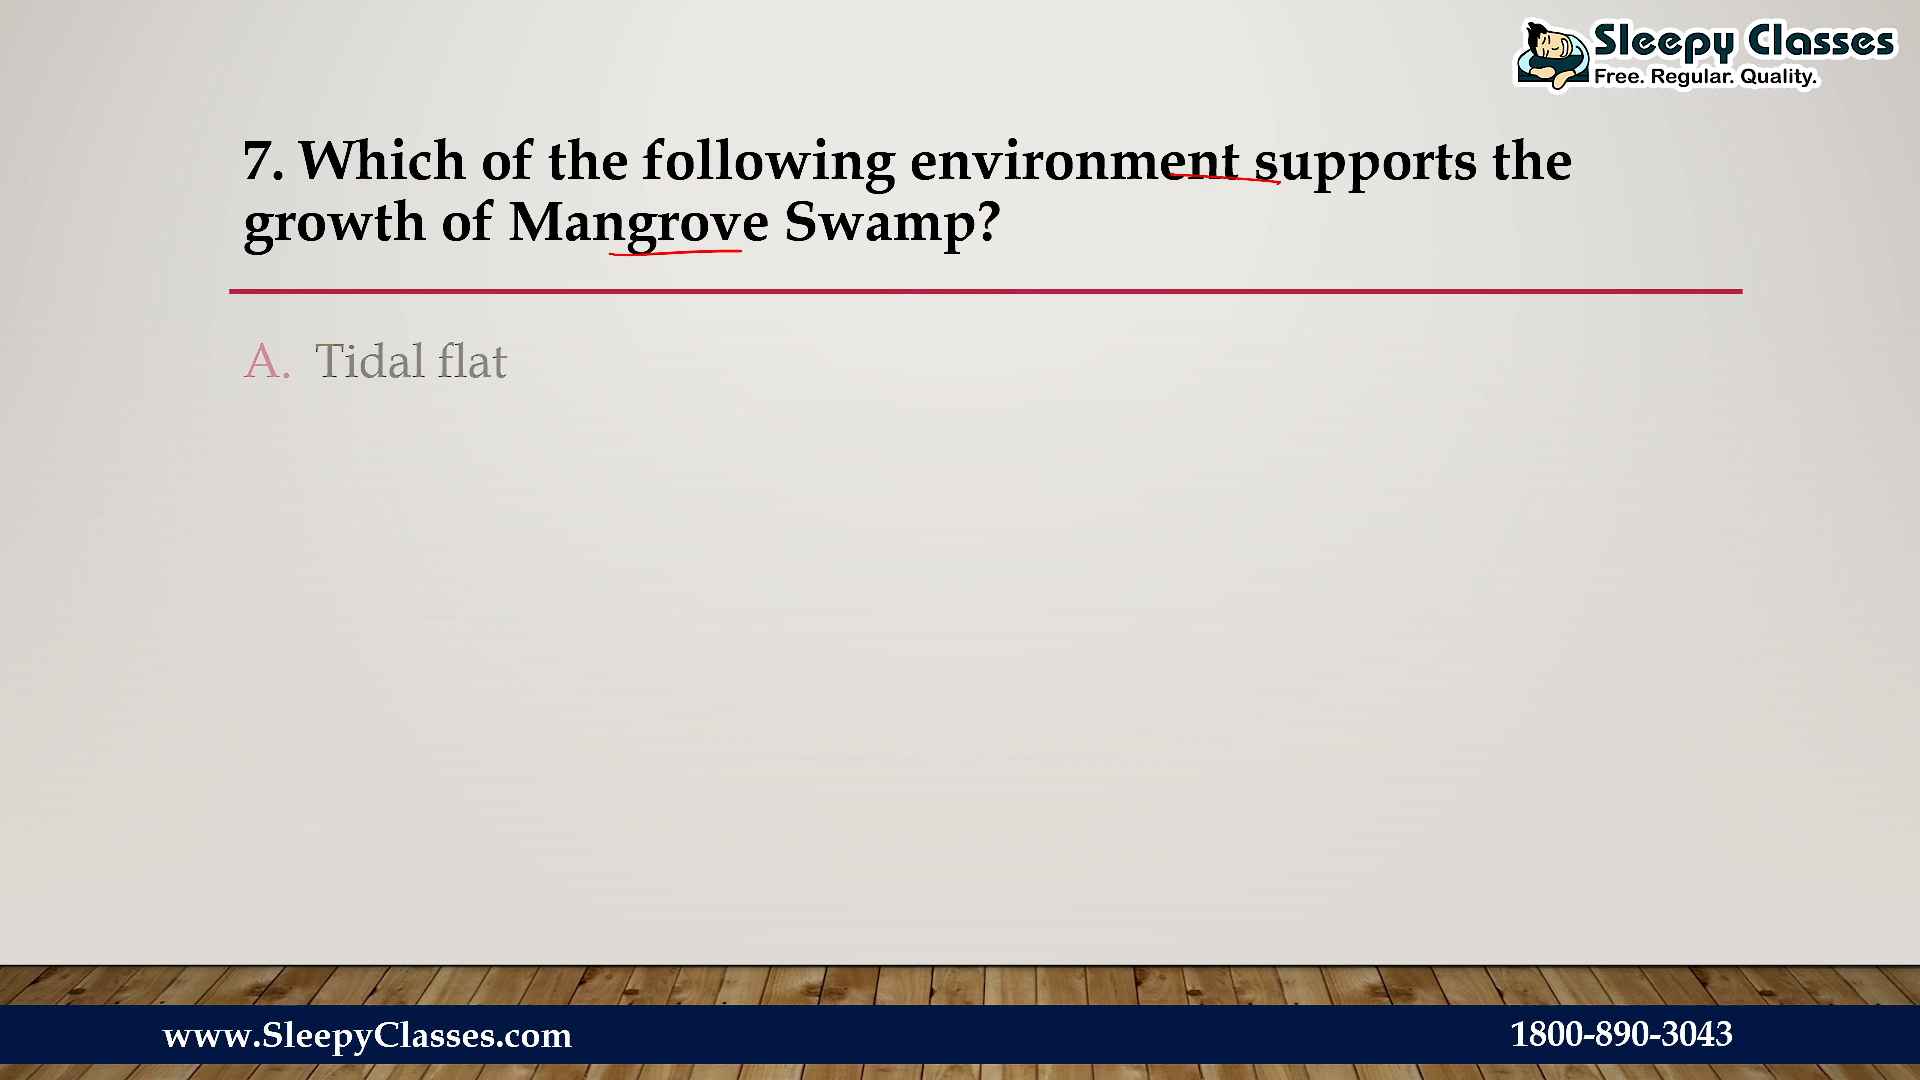 Sleepy Classes
Free. Regular. Quality.
7. Which of the following environment supports the
growth of Mangrove Swamp?
A. Tidal flat
www.SleepyClasses.com
1800-890-3043